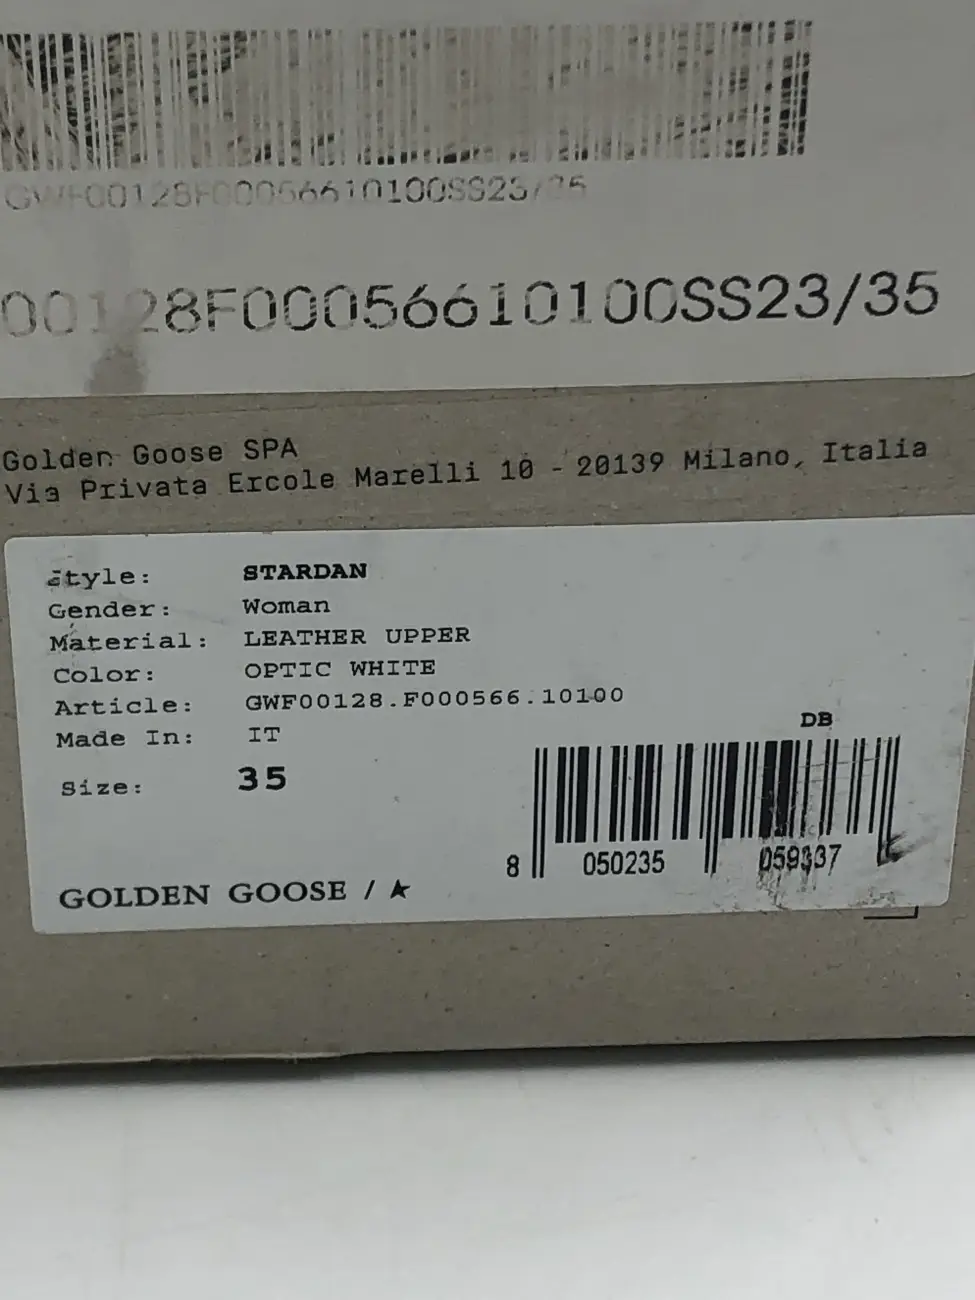 GWF00128F00056610100SS23/35
00128F00056610100SS23/35
Golden Goose SPA
Via Privata Ercole Marelli 10 - 20139 Milano, Italia
Style: STARDAN
Gender: Woman
Material: LEATHER UPPER
Color: OPTIC WHITE
Article: GWF00128.F000566.10100
Made In: IT
Size: 35
DB
8 050235 059337
GOLDEN GOOSE / ★